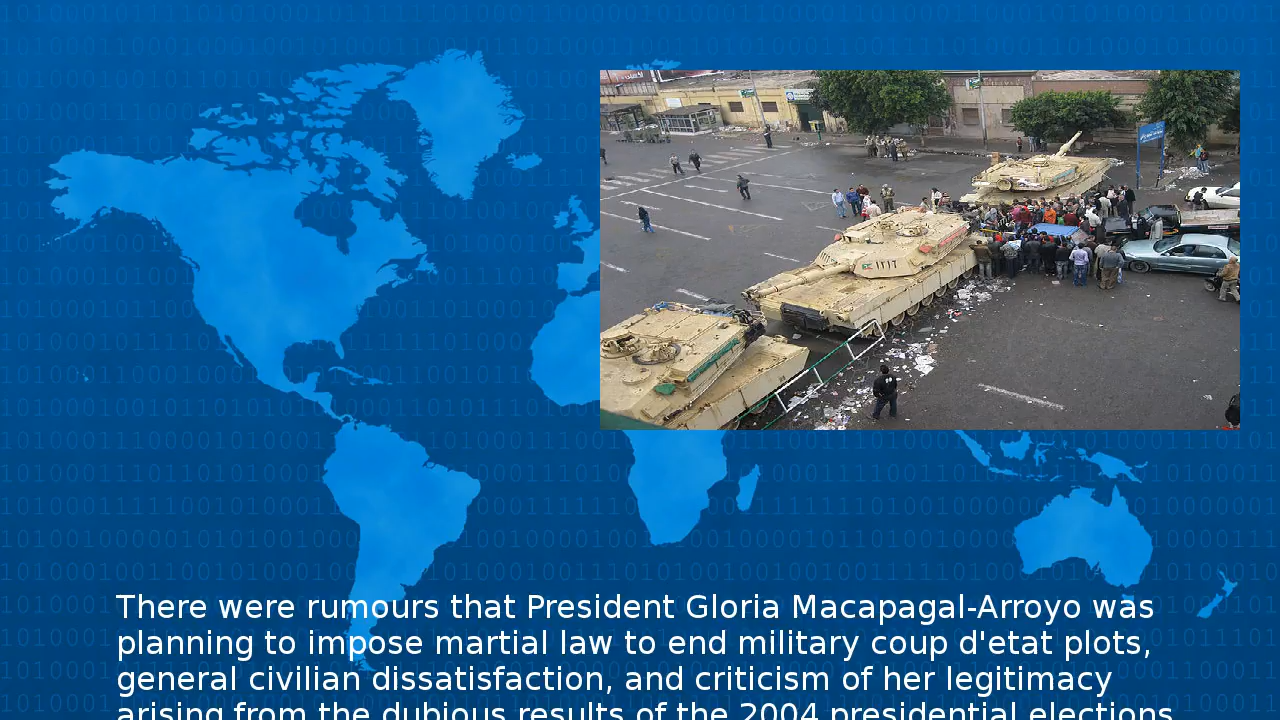 ١٢١٦
There were rumours that President Gloria Macapagal-Arroyo was
planning to impose martial law to end military coup d'etat plots,
general civilian dissatisfaction, and criticism of her legitimacy
arising from the dubious results of the 2004 presidential elections